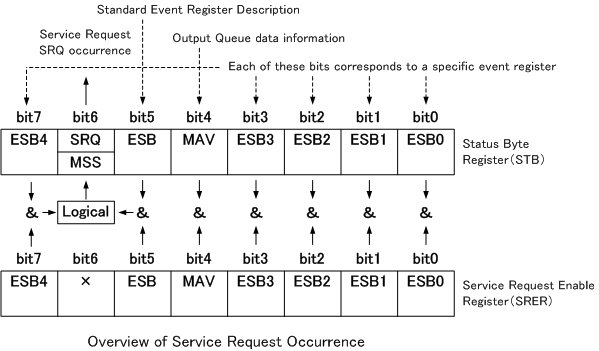 Standard Event Register Description
Service Request
SRQ occurrence
Output Queue data information
Each of these bits corresponds to a specific event register
bit7 bit6 bit5 bit4 bit3 bit2 bit1 bit0
ESB4 SRQ ESB MAV ESB3 ESB2 ESB1 ESB0
MSS
Status Byte
Register(STB)
& Logical & & & & & &
bit7 bit6 bit5 bit4 bit3 bit2 bit1 bit0
ESB4 × ESB MAV ESB3 ESB2 ESB1 ESB0
Service Request Enable
Register(SRER)
Overview of Service Request Occurrence